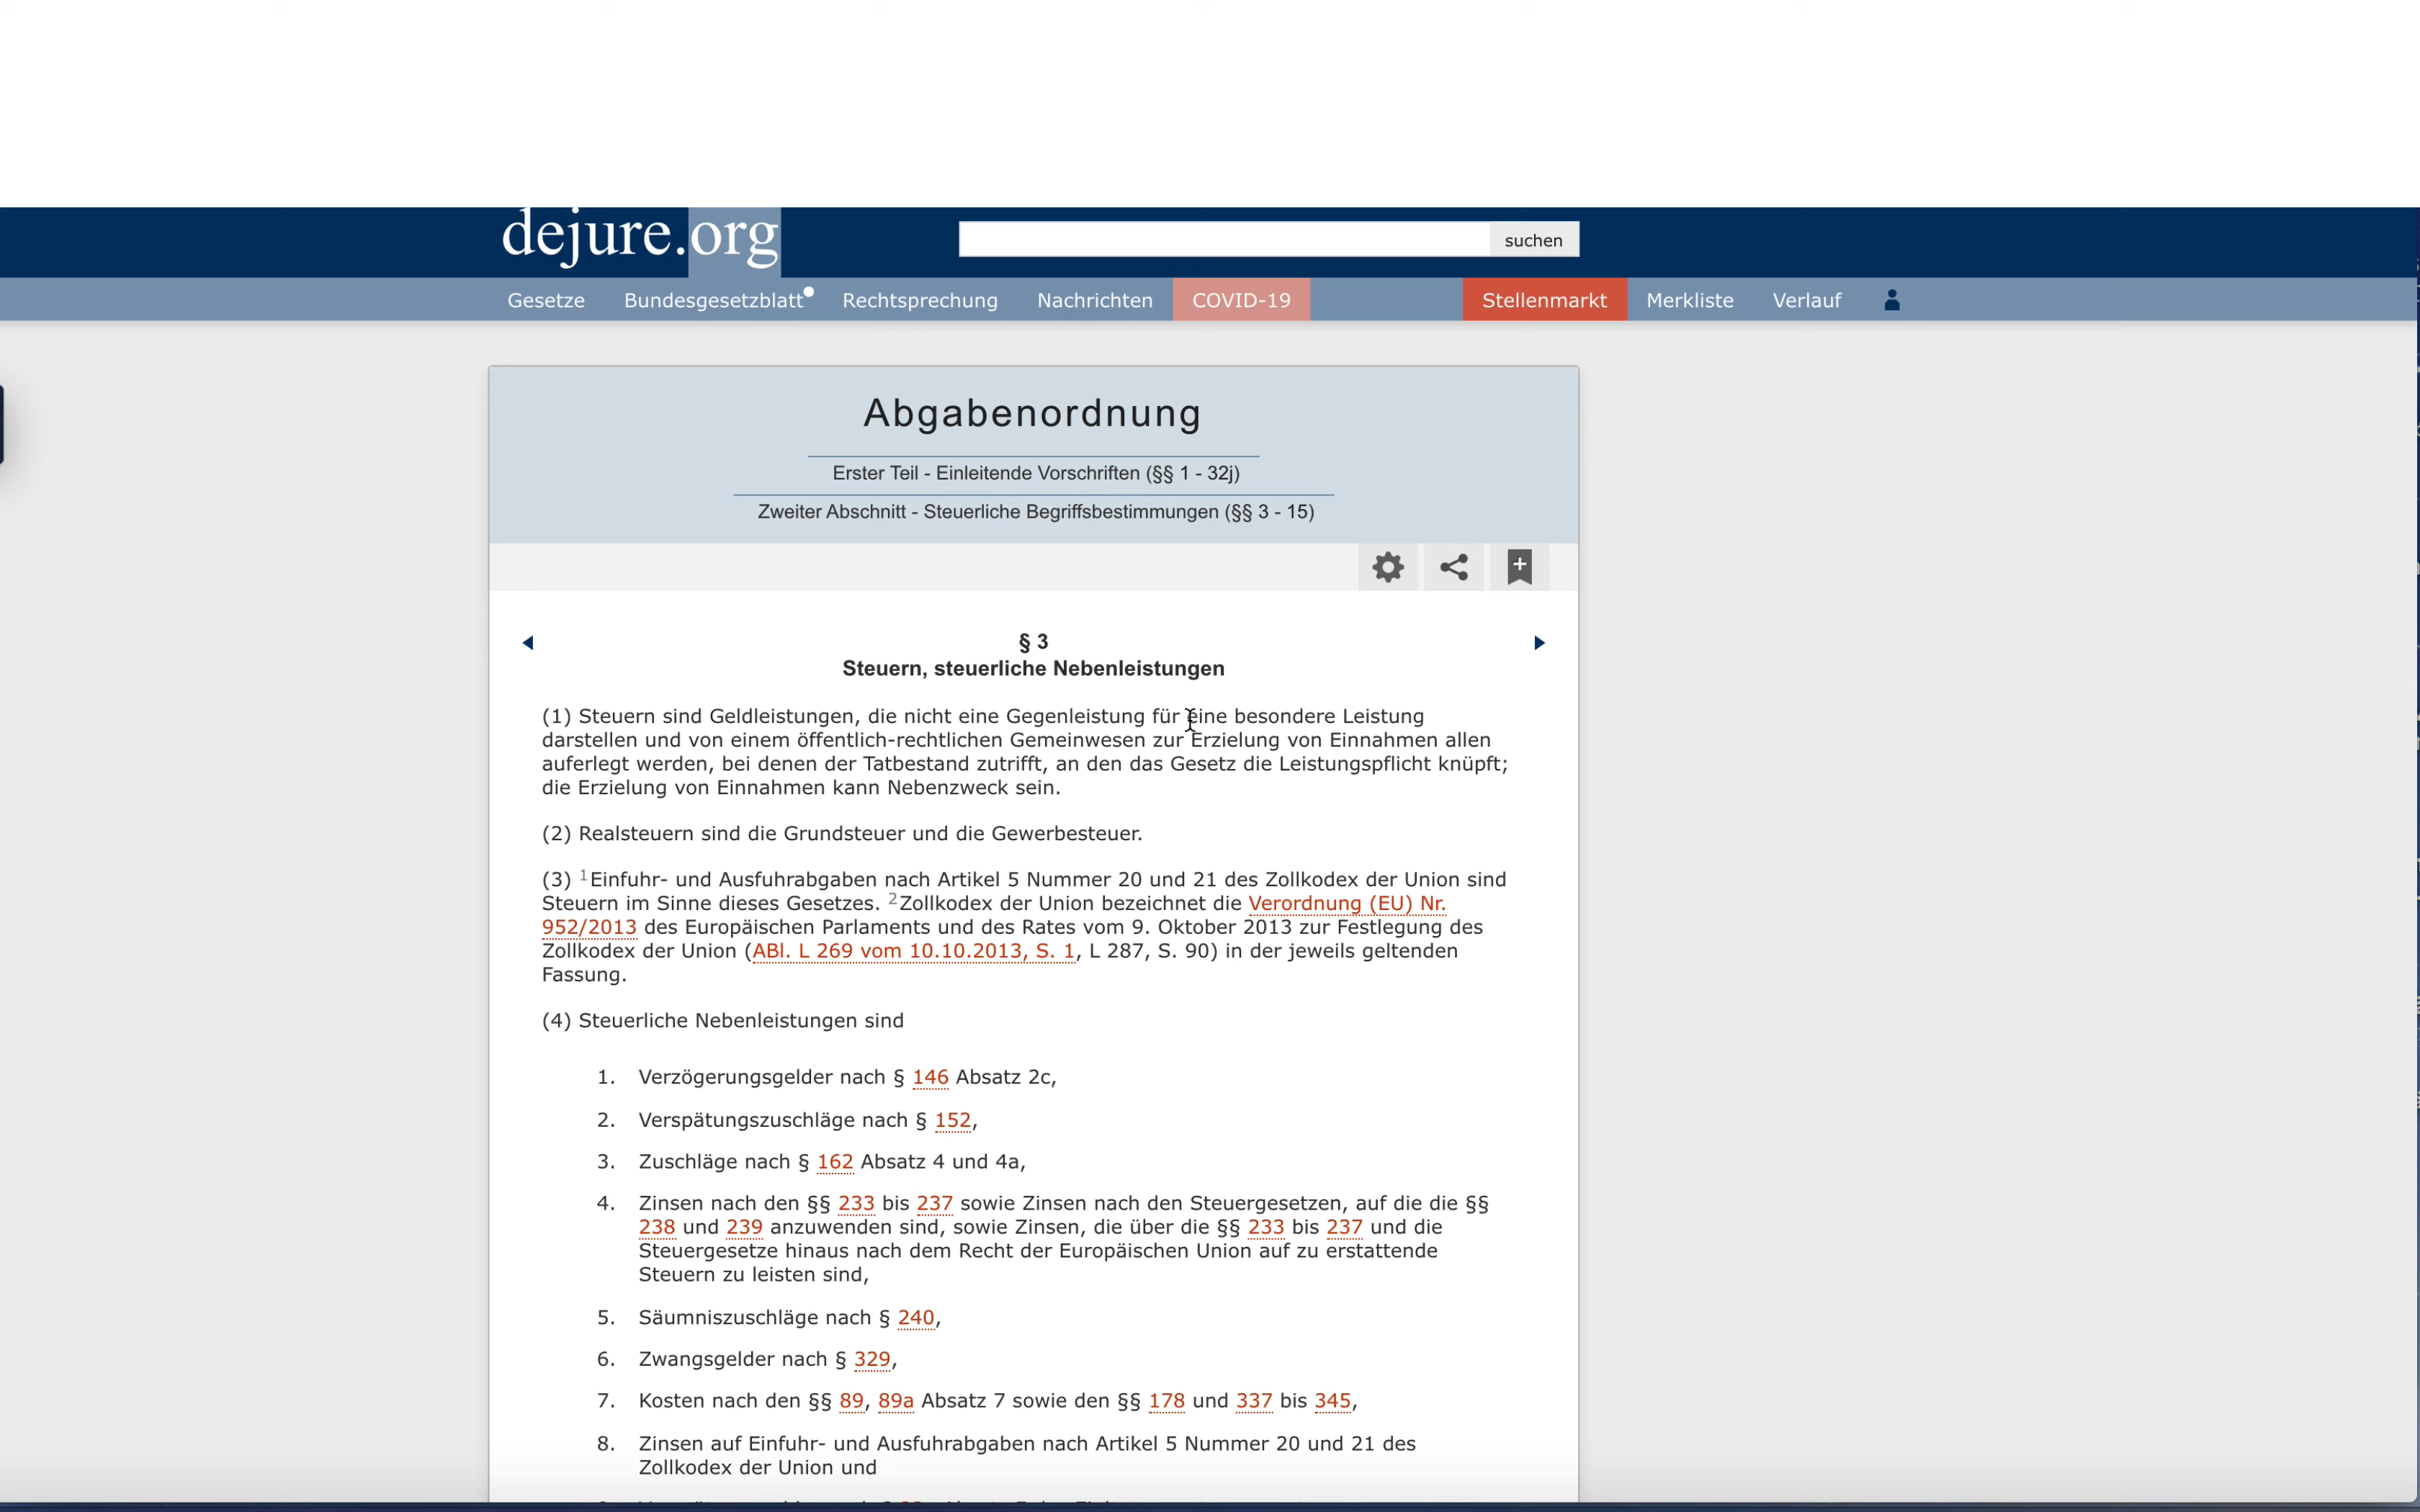 dejure.org
suchen
Gesetze Bundesgesetzblatt Rechtsprechung Nachrichten COVID-19 Stellenmarkt Merkliste Verlauf
Abgabenordnung
Erster Teil - Einleitende Vorschriften (§§ 1 - 32j)
Zweiter Abschnitt - Steuerliche Begriffsbestimmungen (§§ 3 - 15)
§ 3
Steuern, steuerliche Nebenleistungen
(1) Steuern sind Geldleistungen, die nicht eine Gegenleistung für eine besondere Leistung
darstellen und von einem öffentlich-rechtlichen Gemeinwesen zur Erzielung von Einnahmen allen
auferlegt werden, bei denen der Tatbestand zutrifft, an den das Gesetz die Leistungspflicht knüpft;
die Erzielung von Einnahmen kann Nebenzweck sein.
(2) Realsteuern sind die Grundsteuer und die Gewerbesteuer.
(3) ¹Einfuhr- und Ausfuhrabgaben nach Artikel 5 Nummer 20 und 21 des Zollkodex der Union sind
Steuern im Sinne dieses Gesetzes. ²Zollkodex der Union bezeichnet die Verordnung (EU) Nr.
952/2013 des Europäischen Parlaments und des Rates vom 9. Oktober 2013 zur Festlegung des
Zollkodex der Union (ABl. L 269 vom 10.10.2013, S. 1, L 287, S. 90) in der jeweils geltenden
Fassung.
(4) Steuerliche Nebenleistungen sind
1. Verzögerungsgelder nach § 146 Absatz 2c,
2. Verspätungszuschläge nach § 152,
3. Zuschläge nach § 162 Absatz 4 und 4a,
4. Zinsen nach den §§ 233 bis 237 sowie Zinsen nach den Steuergesetzen, auf die die §§
238 und 239 anzuwenden sind, sowie Zinsen, die über die §§ 233 bis 237 und die
Steuergesetze hinaus nach dem Recht der Europäischen Union auf zu erstattende
Steuern zu leisten sind,
5. Säumniszuschläge nach § 240,
6. Zwangsgelder nach § 329,
7. Kosten nach den §§ 89, 89a Absatz 7 sowie den §§ 178 und 337 bis 345,
8. Zinsen auf Einfuhr- und Ausfuhrabgaben nach Artikel 5 Nummer 20 und 21 des
Zollkodex der Union und